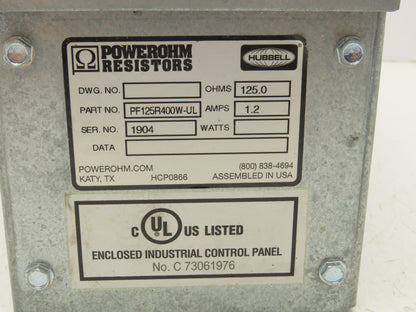 POWEROHM
RESISTORS
HUBBELL
DWG. NO. OHMS 125.0
PART NO. PF125R400W-UL AMPS 1.2
SER. NO. 1904 WATTS
DATA
POWEROHM.COM (800) 838-4694
KATY, TX HCP0866 ASSEMBLED IN USA
C UL US LISTED
ENCLOSED INDUSTRIAL CONTROL PANEL
No. C 73061976